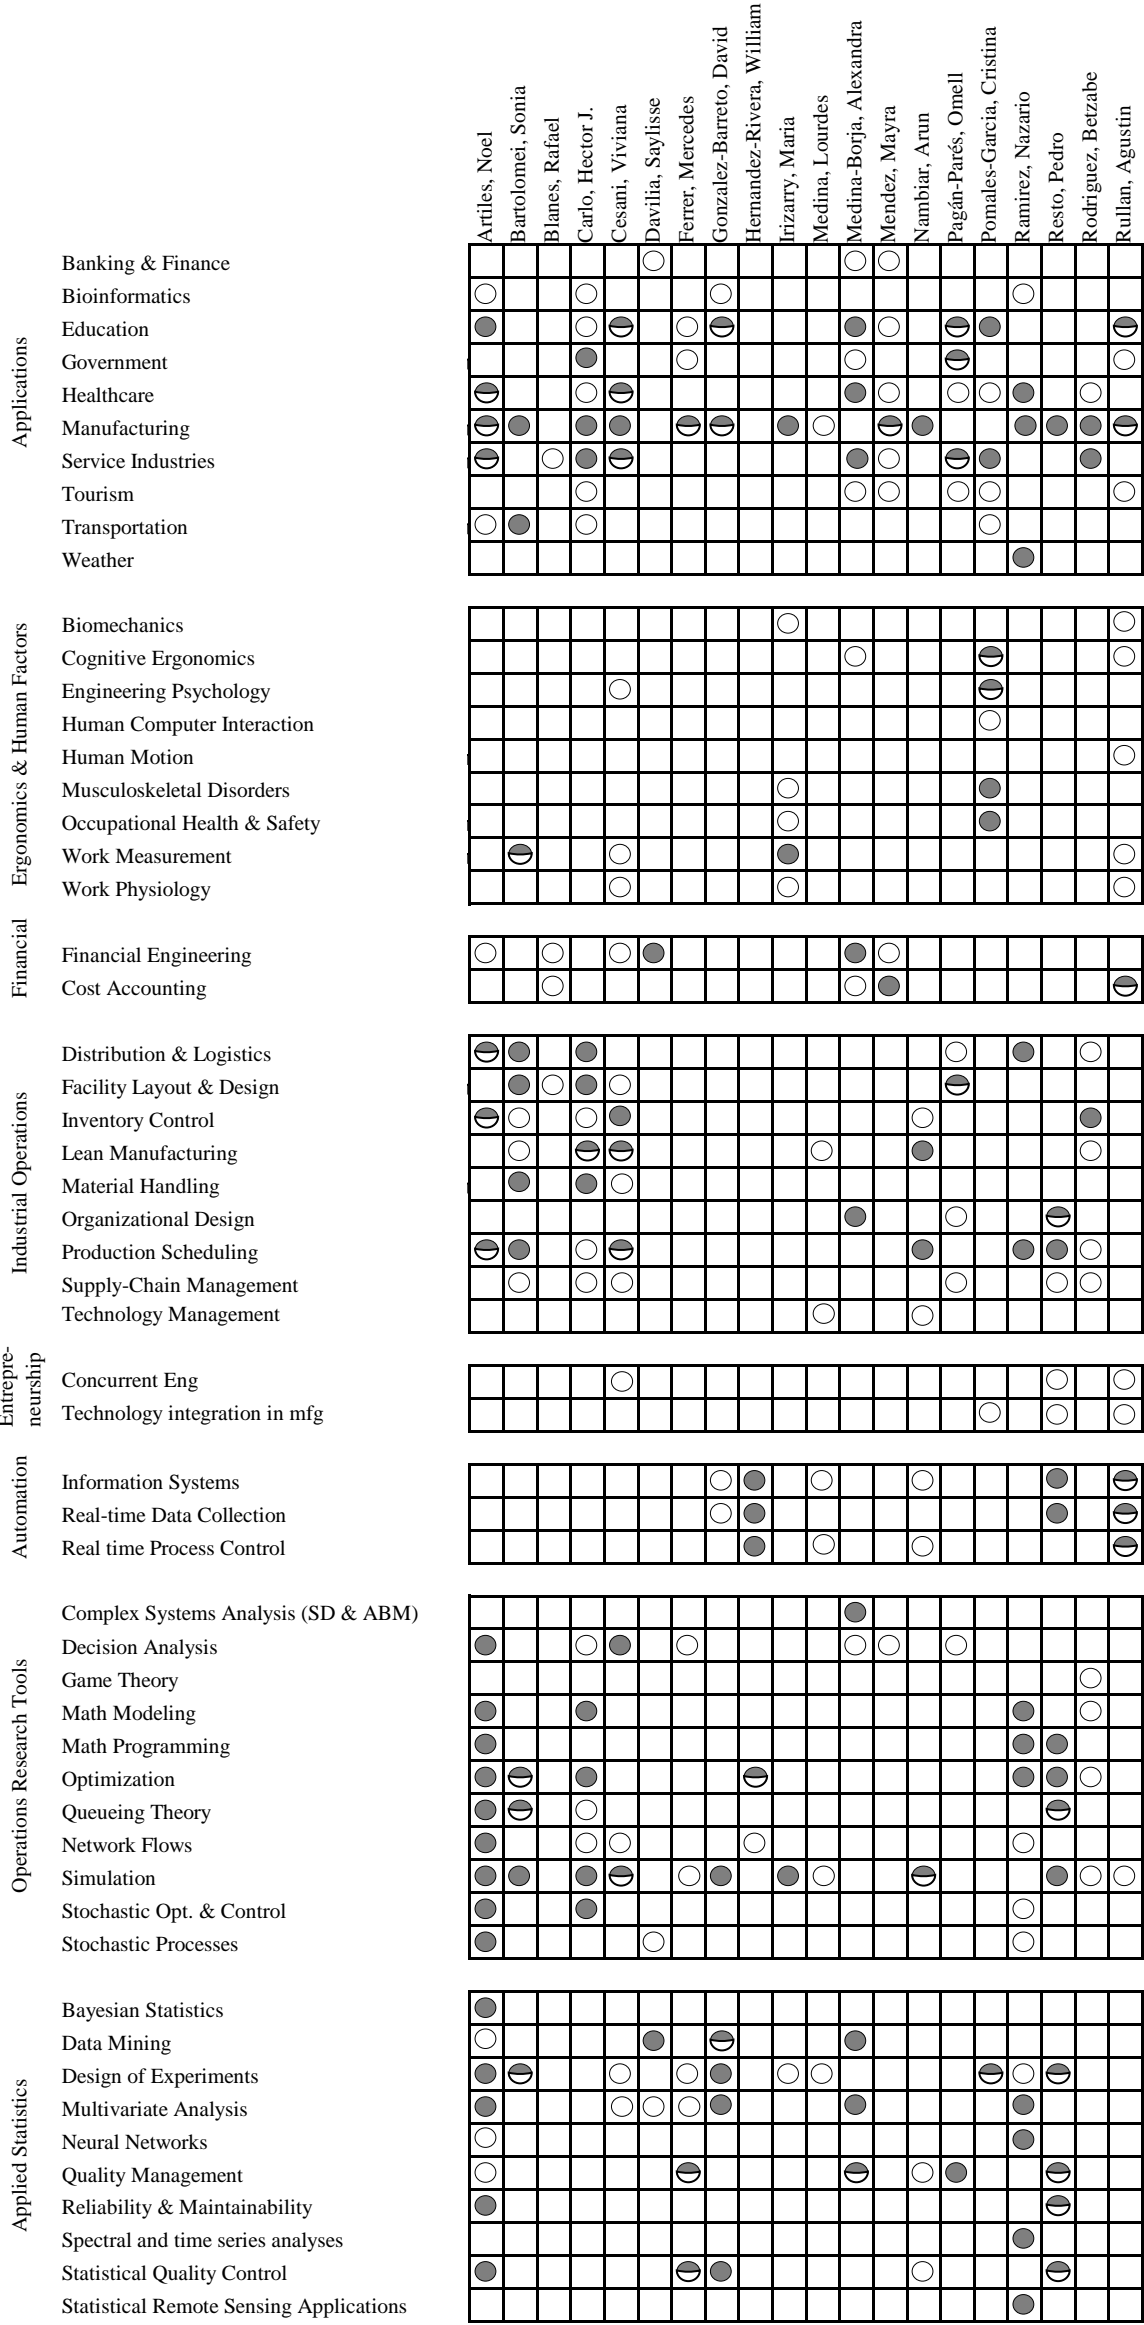 Artiles, Noel
Bartolomei, Sonia
Blanes, Rafael
Carlo, Hector J.
Cesani, Viviana
Davilia, Saylisse
Ferrer, Mercedes
Gonzalez-Barreto, David
Hernandez-Rivera, William
Irizarry, Maria
Medina, Lourdes
Medina-Borja, Alexandra
Mendez, Mayra
Nambiar, Arun
Pagán-Parés, Omell
Pomales-Garcia, Cristina
Ramirez, Nazario
Resto, Pedro
Rodriguez, Betzabe
Rullan, Agustin
Applications
Banking & Finance
Bioinformatics
Education
Government
Healthcare
Manufacturing
Service Industries
Tourism
Transportation
Weather
Ergonomics & Human Factors
Biomechanics
Cognitive Ergonomics
Engineering Psychology
Human Computer Interaction
Human Motion
Musculoskeletal Disorders
Occupational Health & Safety
Work Measurement
Work Physiology
Financial
Financial Engineering
Cost Accounting
Industrial Operations
Distribution & Logistics
Facility Layout & Design
Inventory Control
Lean Manufacturing
Material Handling
Organizational Design
Production Scheduling
Supply-Chain Management
Technology Management
Entrepre-
neurship
Concurrent Eng
Technology integration in mfg
Automation
Information Systems
Real-time Data Collection
Real time Process Control
Operations Research Tools
Complex Systems Analysis (SD & ABM)
Decision Analysis
Game Theory
Math Modeling
Math Programming
Optimization
Queueing Theory
Network Flows
Simulation
Stochastic Opt. & Control
Stochastic Processes
Applied Statistics
Bayesian Statistics
Data Mining
Design of Experiments
Multivariate Analysis
Neural Networks
Quality Management
Reliability & Maintainability
Spectral and time series analyses
Statistical Quality Control
Statistical Remote Sensing Applications